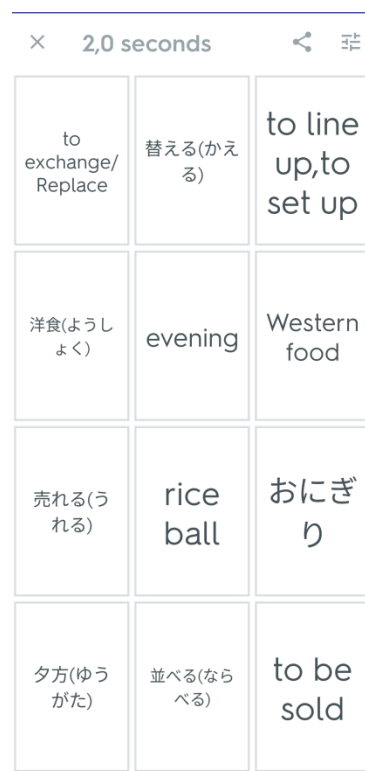 2,0 seconds
to
exchange/
Replace
替える(かえ
る)
to line
up,to
set up
洋食(ようし
ょく)
evening
Western
food
売れる(う
れる)
rice
ball
おにぎ
り
夕方(ゆう
がた)
並べる(なら
べる)
to be
sold